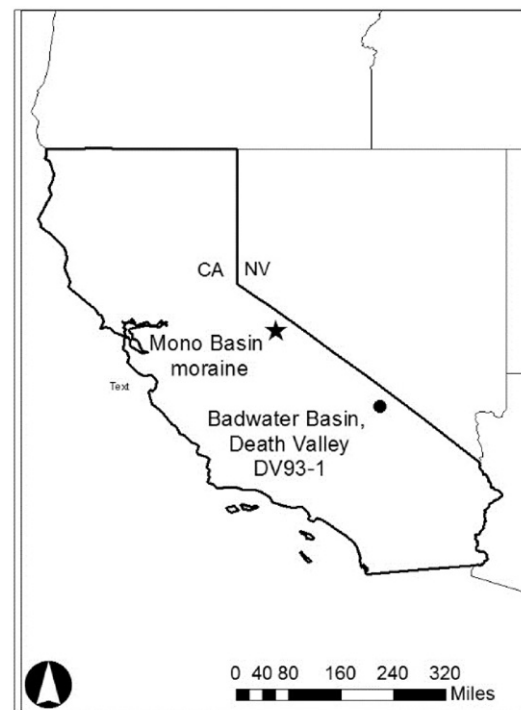 CA NV
Mono Basin
moraine
Text
Badwater Basin,
Death Valley
DV93-1
0 40 80 160 240 320
Miles